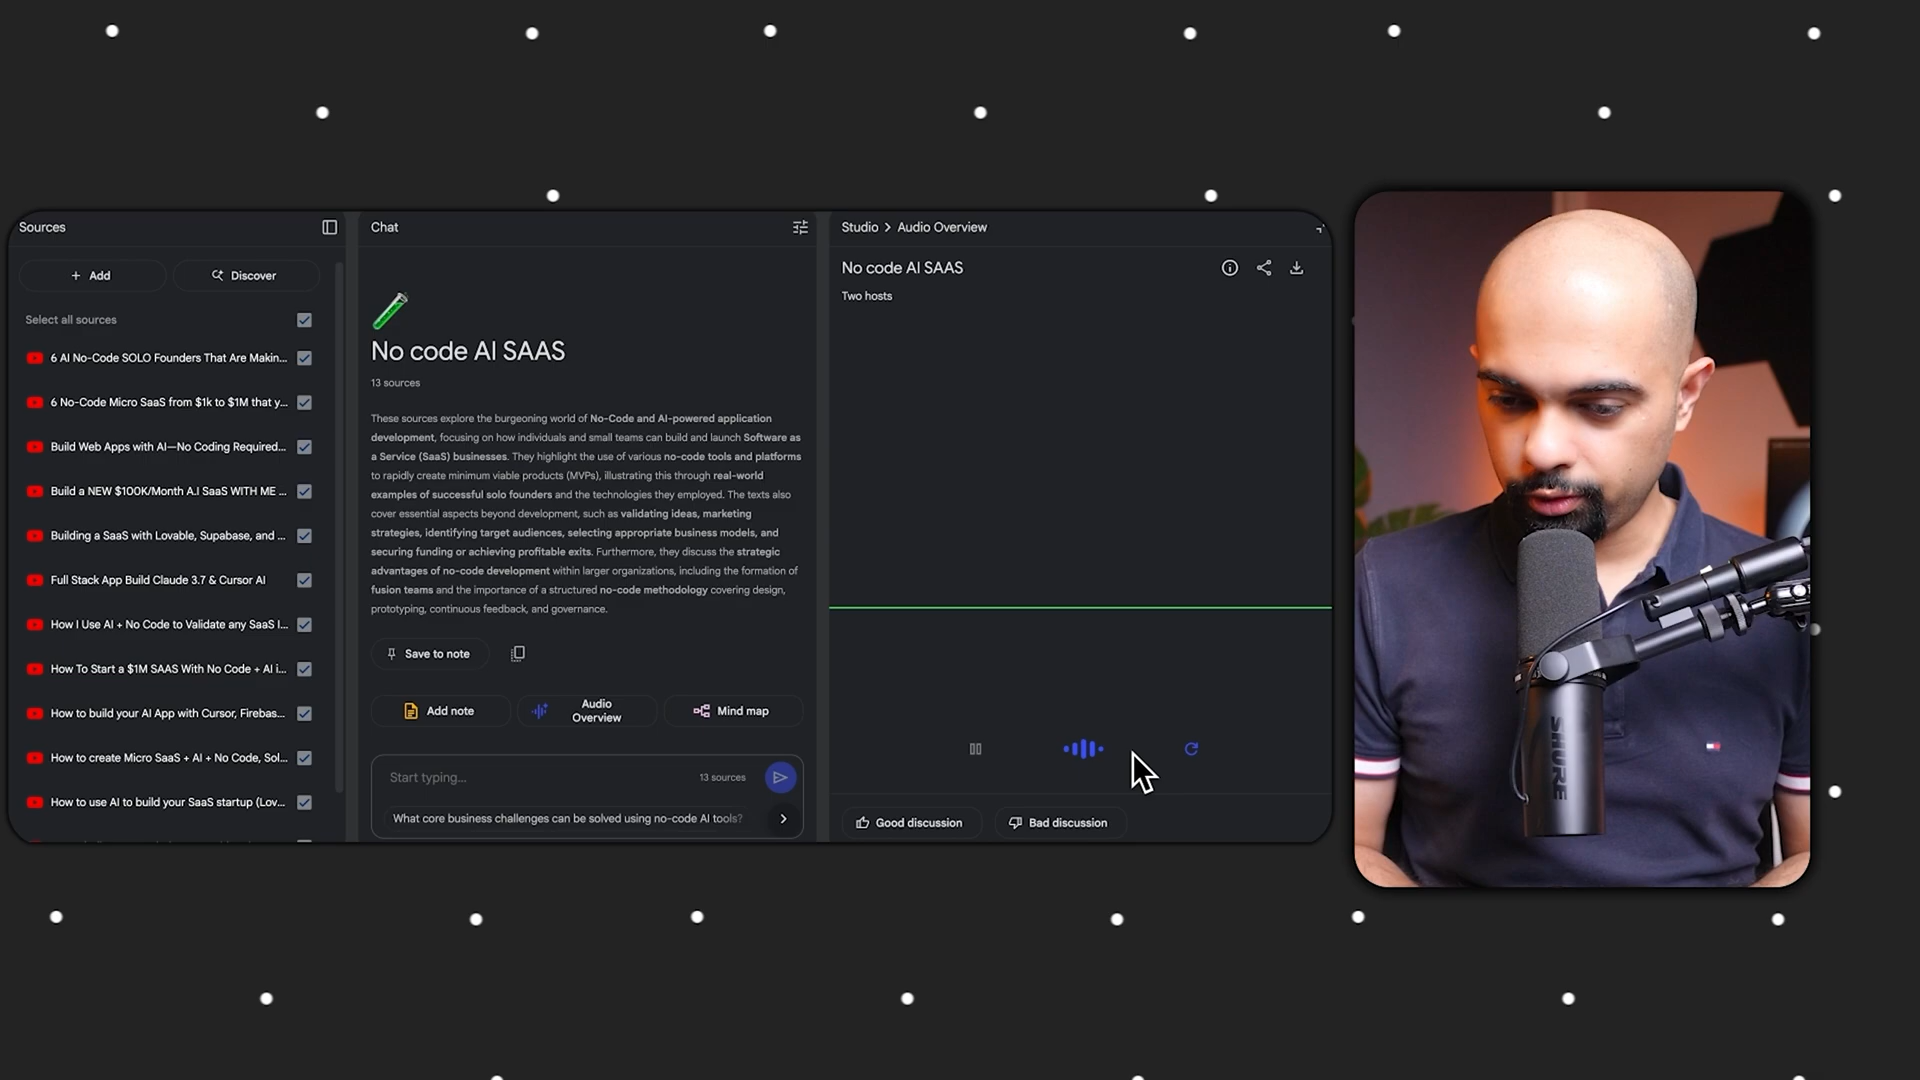 Sources
Add
Discover
Select all sources
6 AI No-Code SOLO Founders That Are Makin...
6 No-Code Micro SaaS from $1k to $1M that y...
Build Web Apps with AI—No Coding Required...
Build a NEW $100K/Month A.I SaaS WITH ME ...
Building a SaaS with Lovable, Supabase, and ...
Full Stack App Build Claude 3.7 & Cursor AI
How I Use AI + No Code to Validate any SaaS I...
How To Start a $1M SAAS With No Code + AI i...
How to build your AI App with Cursor, Firebas...
How to create Micro SaaS + AI + No Code, Sol...
How to use AI to build your SaaS startup (Lov...
Chat
No code AI SAAS
13 sources
These sources explore the burgeoning world of No-Code and AI-powered application
development, focusing on how individuals and small teams can build and launch Software as
a Service (SaaS) businesses. They highlight the use of various no-code tools and platforms
to rapidly create minimum viable products (MVPs), illustrating this through real-world
examples of successful solo founders and the technologies they employed. The texts also
cover essential aspects beyond development, such as validating ideas, marketing
strategies, identifying target audiences, selecting appropriate business models, and
securing funding or achieving profitable exits. Furthermore, they discuss the strategic
advantages of no-code development within larger organizations, including the formation of
fusion teams and the importance of a structured no-code methodology covering design,
prototyping, continuous feedback, and governance.
Save to note
Add note
Audio
Overview
Mind map
Start typing...
13 sources
What core business challenges can be solved using no-code AI tools?
Studio > Audio Overview
No code AI SAAS
Two hosts
Good discussion
Bad discussion
SHURE